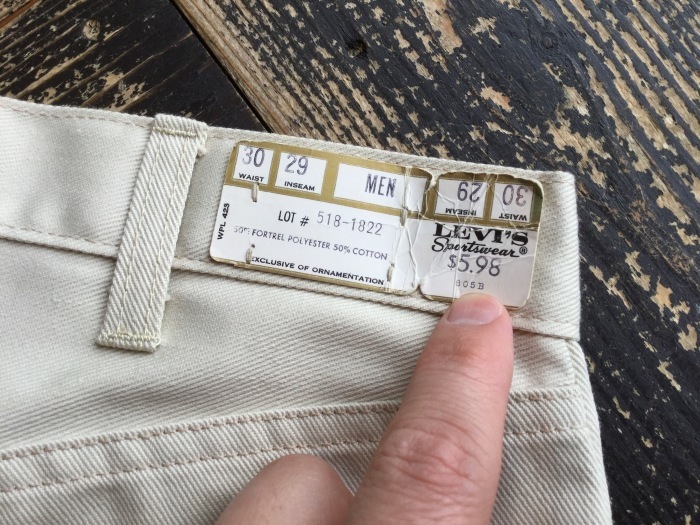 30 29
WAIST INSEAM MEN
LOT # 518-1822
50% FORTREL POLYESTER 50% COTTON
EXCLUSIVE OF ORNAMENTATION
WPL 423
30 29
WAIST INSEAM
LEVI'S
Sportswear®
$5.98
805B